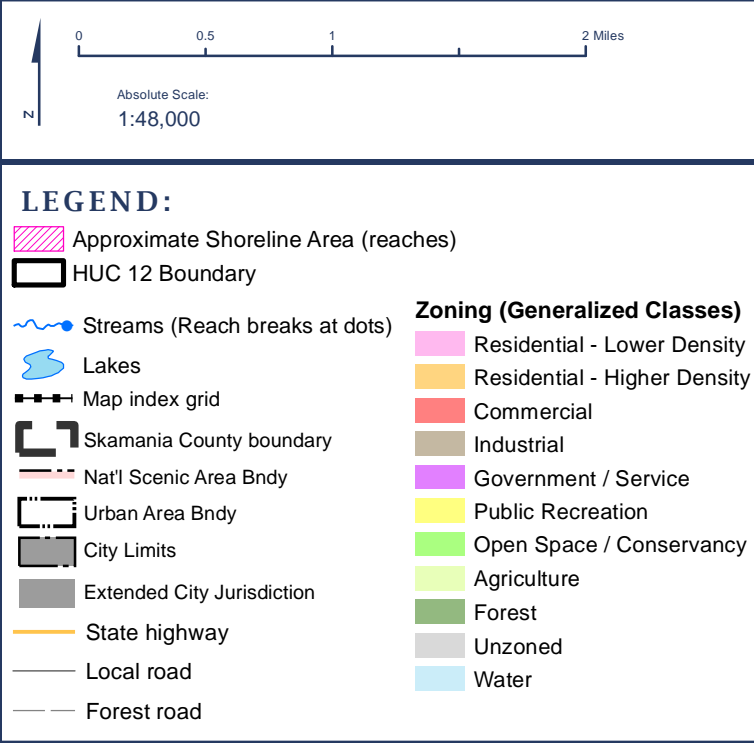 0 0.5 1 2 Miles
Absolute Scale:
1:48,000
N
LEGEND:
Approximate Shoreline Area (reaches)
HUC 12 Boundary
Streams (Reach breaks at dots)
Lakes
Map index grid
Skamania County boundary
Nat'l Scenic Area Bndy
Urban Area Bndy
City Limits
Extended City Jurisdiction
State highway
Local road
Forest road
Zoning (Generalized Classes)
Residential - Lower Density
Residential - Higher Density
Commercial
Industrial
Government / Service
Public Recreation
Open Space / Conservancy
Agriculture
Forest
Unzoned
Water